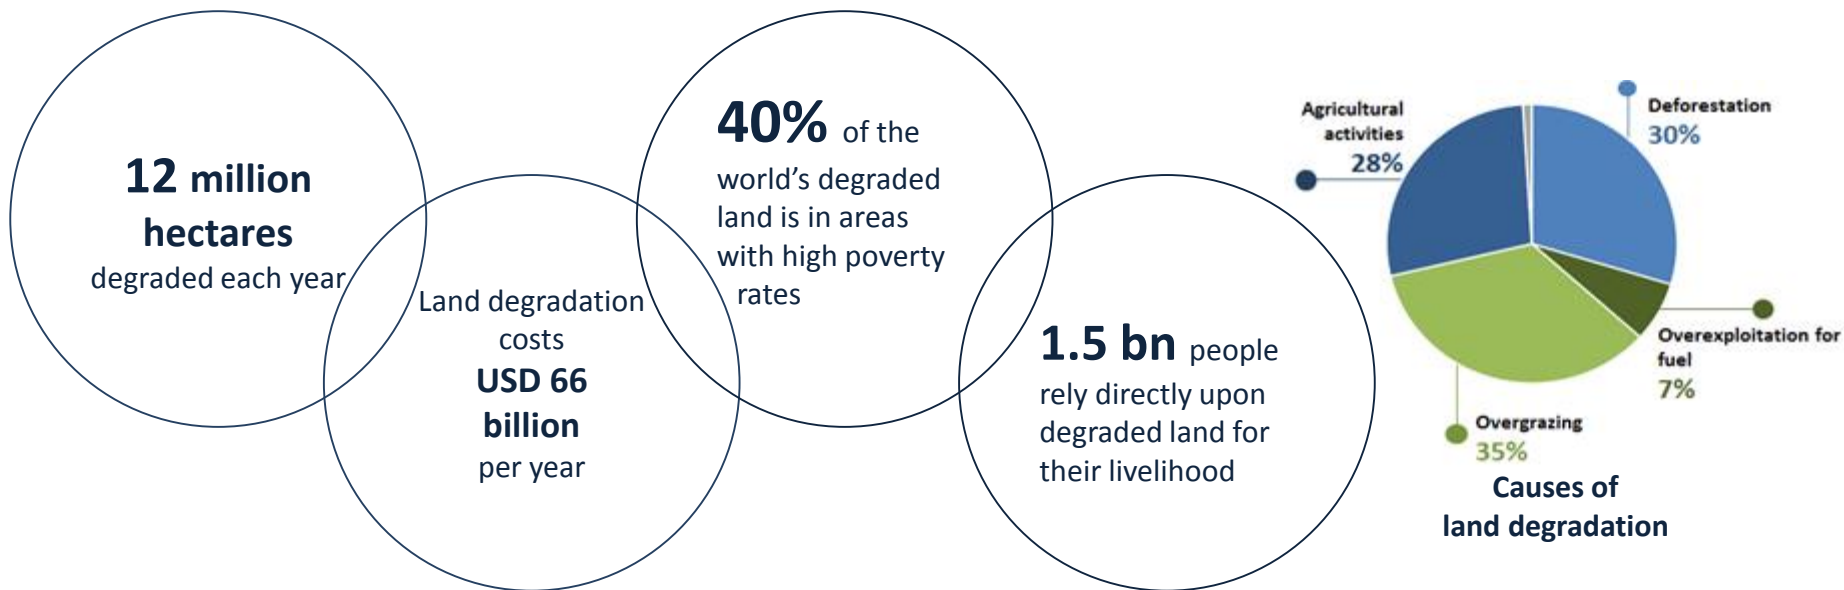 12 million
hectares
degraded each year
Land degradation
costs
USD 66
billion
per year
40% of the
world's degraded
land is in areas
with high poverty
rates
1.5 bn people
rely directly upon
degraded land for
their livelihood
Agricultural
activities
28%
Deforestation
30%
Overexploitation for
fuel
7%
Overgrazing
35%
Causes of
land degradation